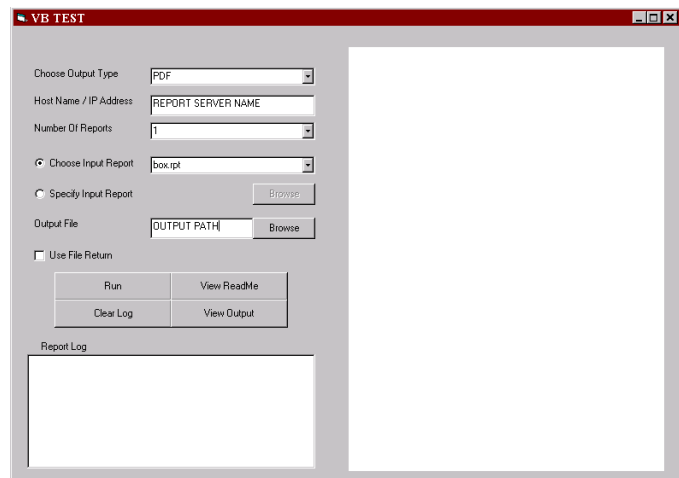 VB TEST
Choose Output Type PDF
Host Name / IP Address REPORT SERVER NAME
Number Of Reports 1
Choose Input Report box.rpt
Specify Input Report Browse
Output File OUTPUT PATH Browse
Use File Return
Run View ReadMe
Clear Log View Output
Report Log